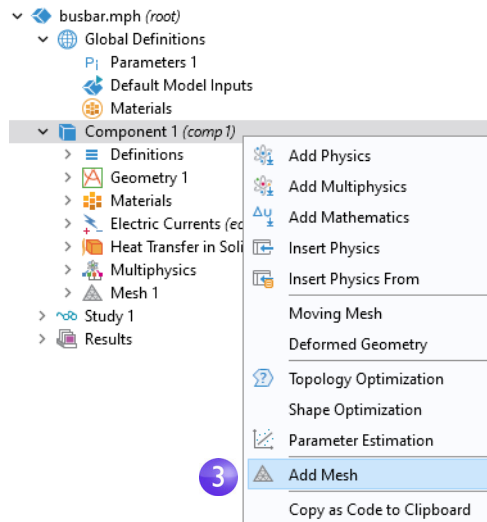 busbar.mph (root)
Global Definitions
Pi Parameters 1
Default Model Inputs
Materials
Component 1 (comp1)
Definitions
Geometry 1
Materials
Electric Currents (ec
Heat Transfer in Soli
Multiphysics
Mesh 1
Study 1
Results
Add Physics
Add Multiphysics
Δu Add Mathematics
Insert Physics
Insert Physics From
Moving Mesh
Deformed Geometry
Topology Optimization
Shape Optimization
Parameter Estimation
3 Add Mesh
Copy as Code to Clipboard